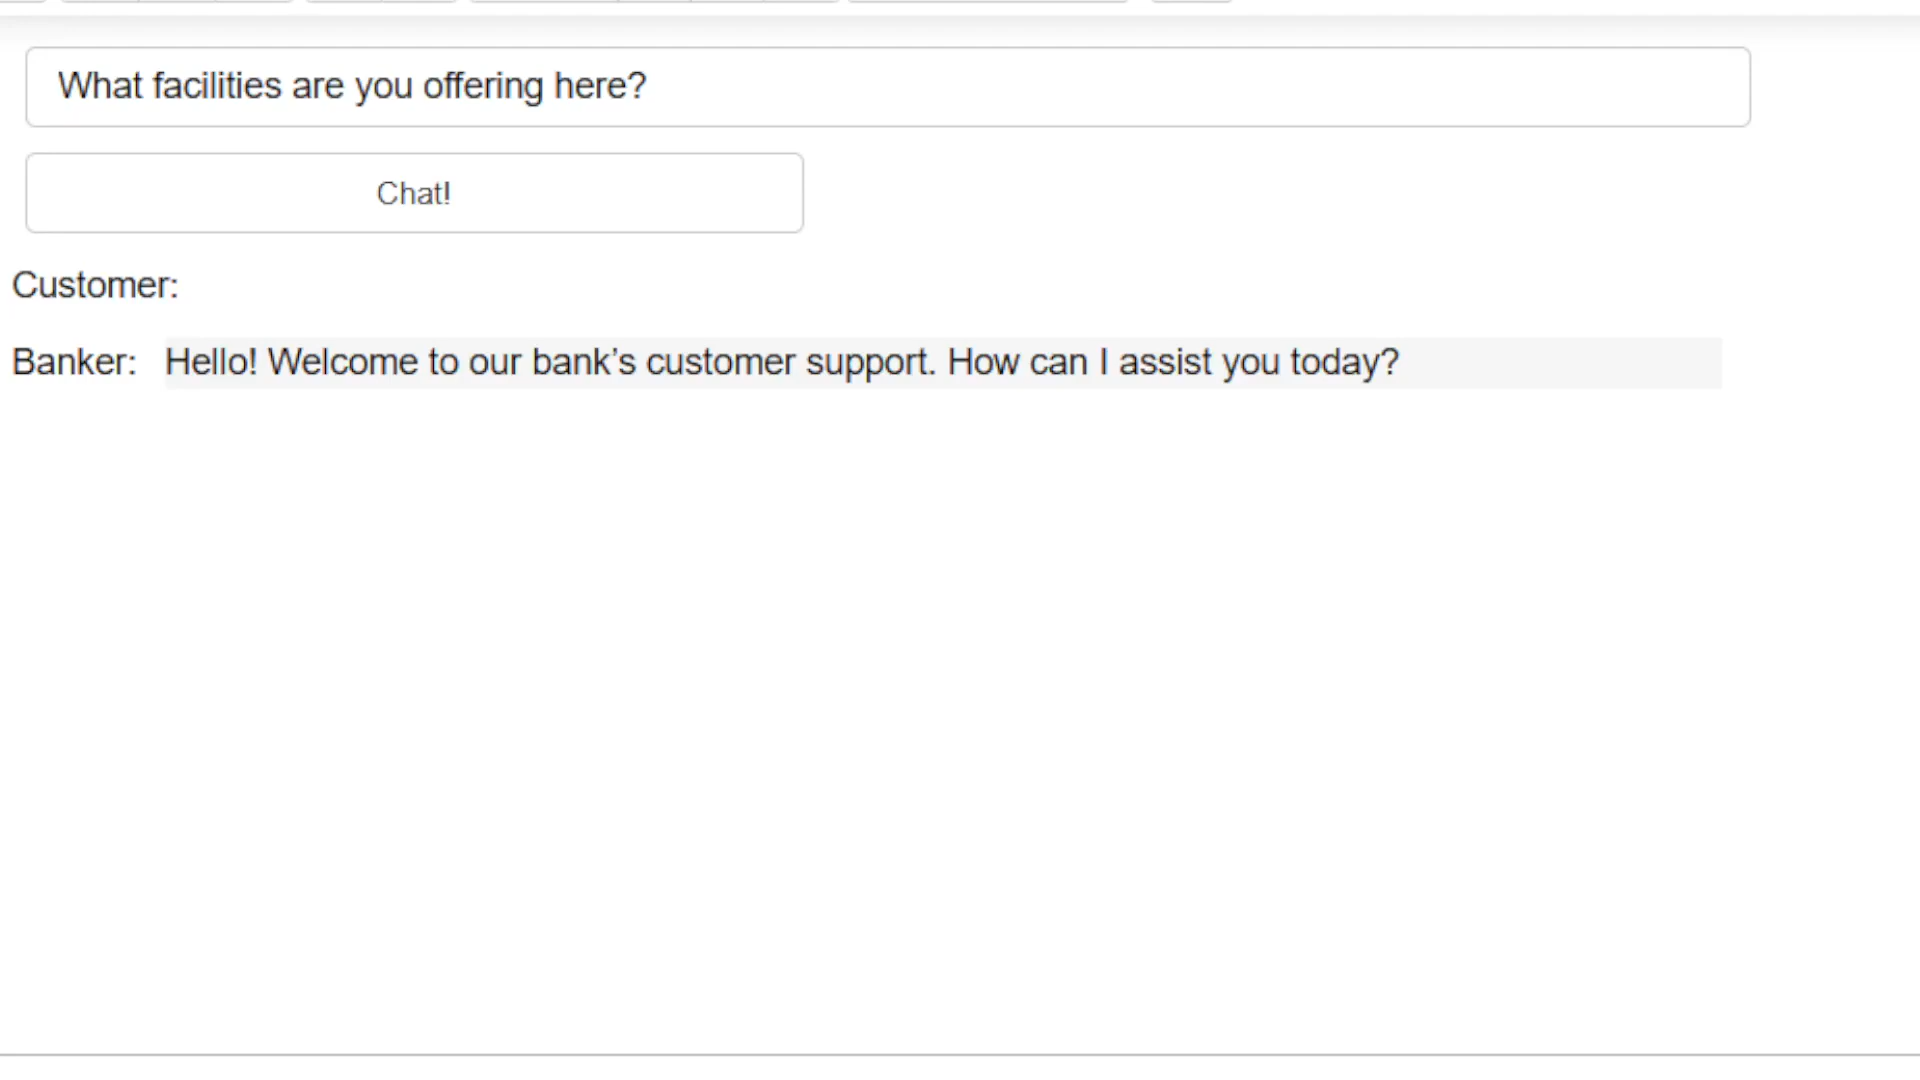 What facilities are you offering here?
Chat!
Customer:
Banker: Hello! Welcome to our bank’s customer support. How can I assist you today?